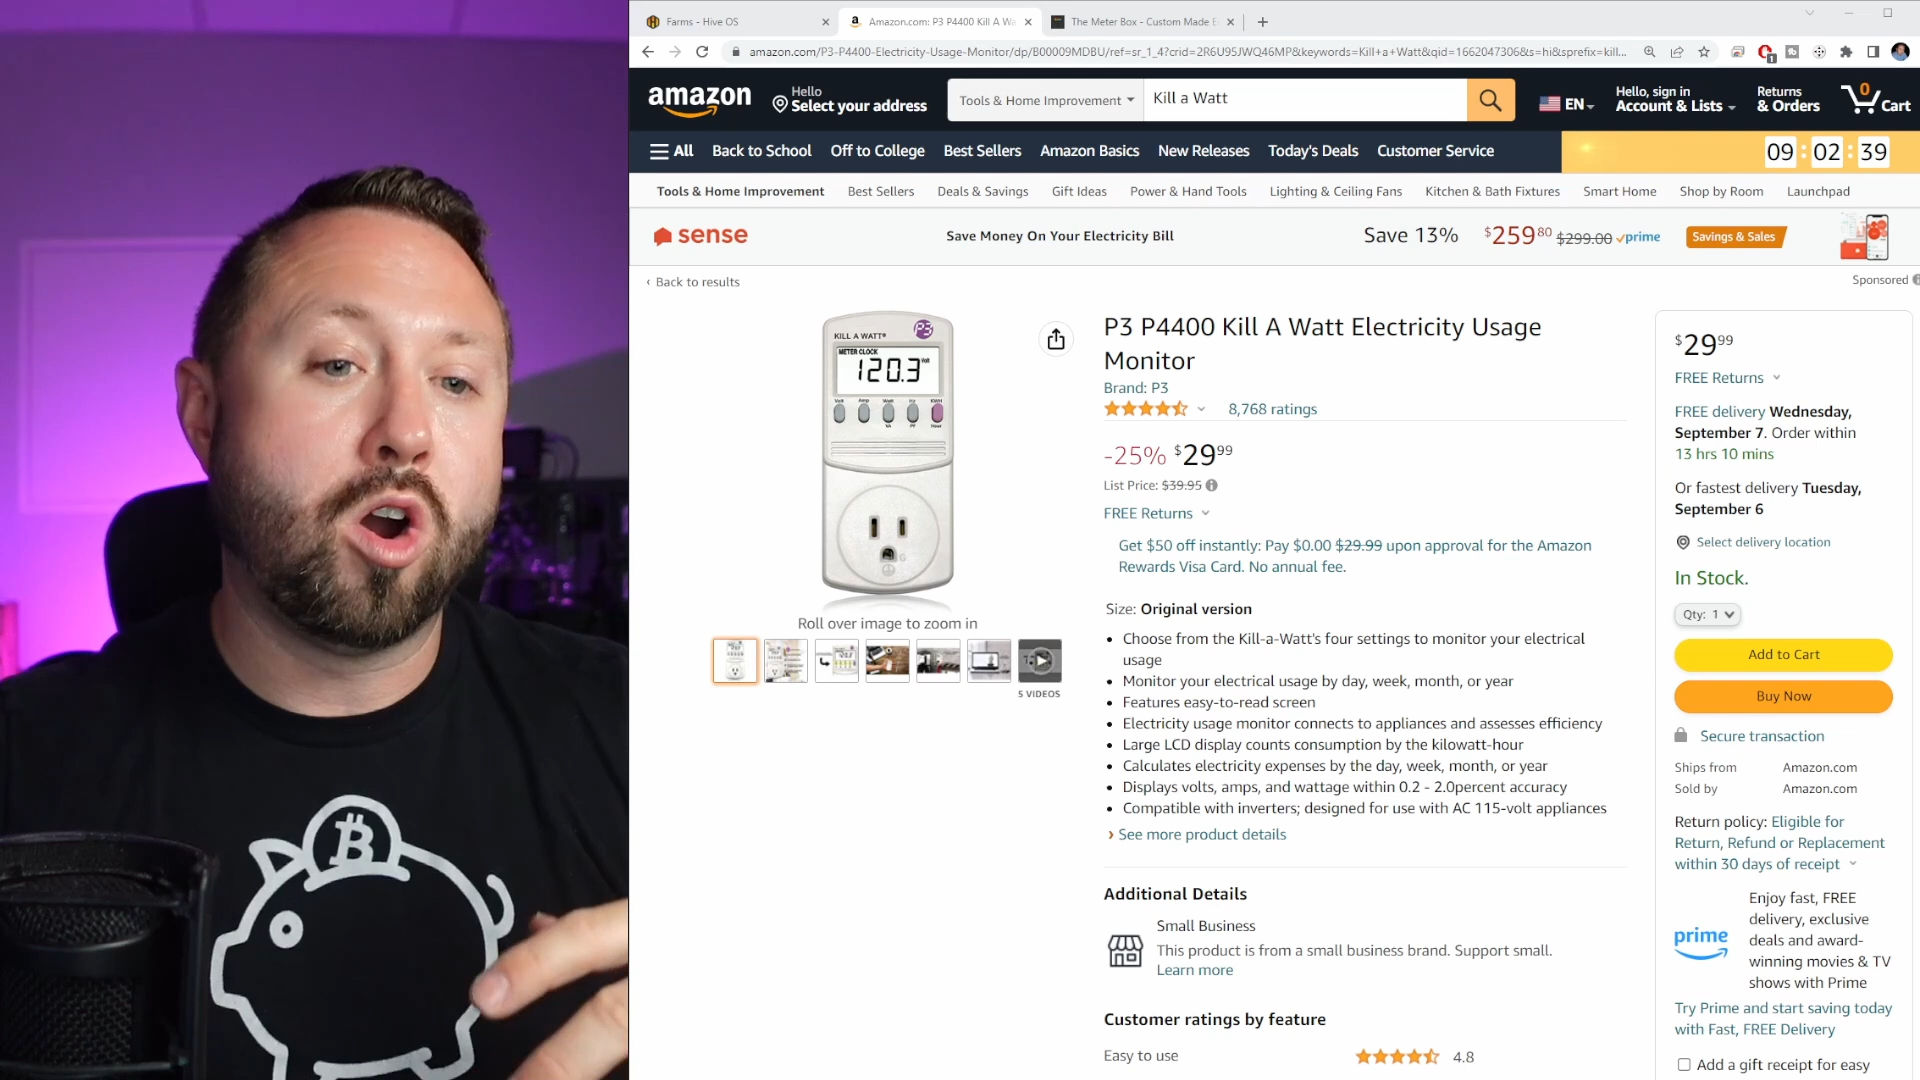 Farms - Hive OS
Amazon.com: P3 P4400 Kill A Wa
The Meter Box - Custom Made E
amazon.com/P3-P4400-Electricity-Usage-Monitor/dp/B00009MDBU/ref=sr_1_4?crid=2R6U95JWQ46MP&keywords=Kill+a+Watt&qid=1662047306&s=hi&sprefix=kill...
amazon
Hello
Select your address
Tools & Home Improvement
Kill a Watt
EN
Hello, sign in
Account & Lists
Returns
& Orders
0
Cart
All
Back to School
Off to College
Best Sellers
Amazon Basics
New Releases
Today's Deals
Customer Service
09 : 02 : 39
Tools & Home Improvement
Best Sellers
Deals & Savings
Gift Ideas
Power & Hand Tools
Lighting & Ceiling Fans
Kitchen & Bath Fixtures
Smart Home
Shop by Room
Launchpad
sense
Save Money On Your Electricity Bill
Save 13%
$259 80 $299.00 prime
Savings & Sales
‹ Back to results
Sponsored
KILL A WATT®
P3
METER CLOCK
120.3 Volt
Volt Amp Watt Hz KWH
VA PF Hour
Roll over image to zoom in
5 VIDEOS
P3 P4400 Kill A Watt Electricity Usage
Monitor
Brand: P3
8,768 ratings
-25% $29 99
List Price: $39.95
FREE Returns
Get $50 off instantly: Pay $0.00 $29.99 upon approval for the Amazon
Rewards Visa Card. No annual fee.
Size: Original version
• Choose from the Kill-a-Watt's four settings to monitor your electrical
usage
• Monitor your electrical usage by day, week, month, or year
• Features easy-to-read screen
• Electricity usage monitor connects to appliances and assesses efficiency
• Large LCD display counts consumption by the kilowatt-hour
• Calculates electricity expenses by the day, week, month, or year
• Displays volts, amps, and wattage within 0.2 - 2.0percent accuracy
• Compatible with inverters; designed for use with AC 115-volt appliances
› See more product details
Additional Details
Small Business
This product is from a small business brand. Support small.
Learn more
Customer ratings by feature
Easy to use
4.8
$29 99
FREE Returns
FREE delivery Wednesday,
September 7. Order within
13 hrs 10 mins
Or fastest delivery Tuesday,
September 6
Select delivery location
In Stock.
Qty: 1
Add to Cart
Buy Now
Secure transaction
Ships from Amazon.com
Sold by Amazon.com
Return policy: Eligible for
Return, Refund or Replacement
within 30 days of receipt
prime
Enjoy fast, FREE
delivery, exclusive
deals and award-
winning movies & TV
shows with Prime
Try Prime and start saving today
with Fast, FREE Delivery
Add a gift receipt for easy